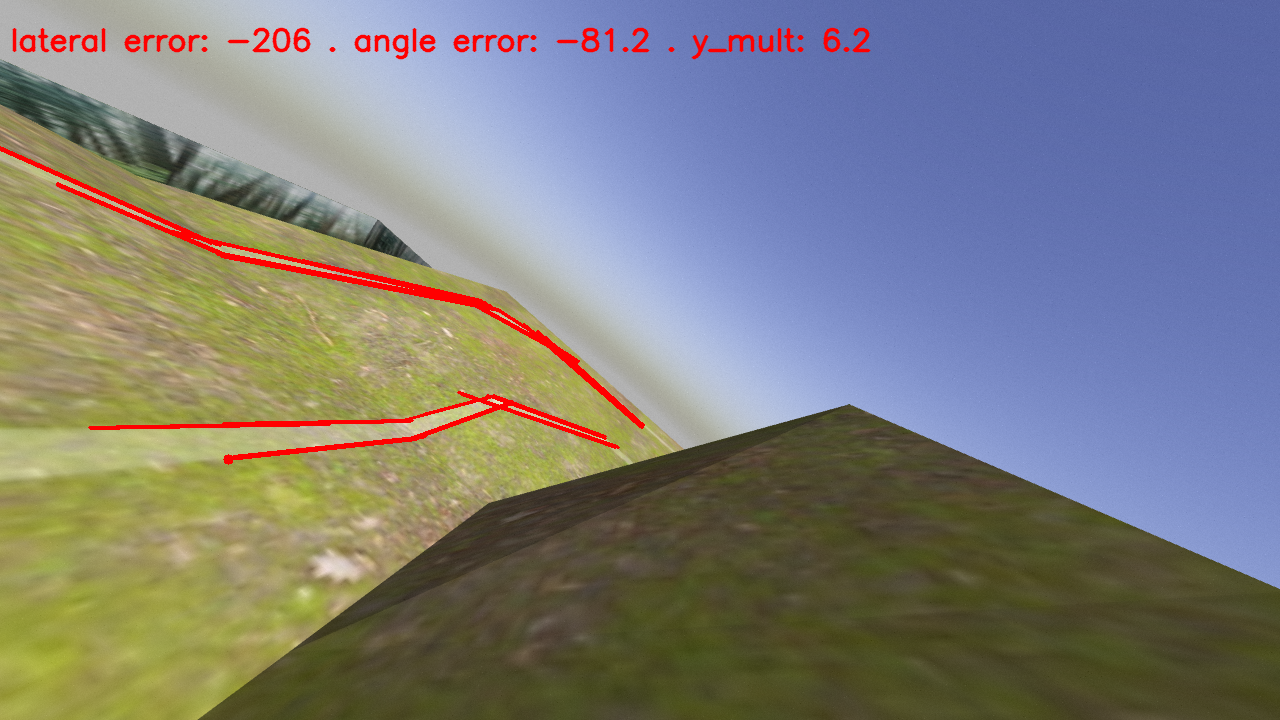 lateral error: -206 . angle error: -81.2 . y_mult: 6.2